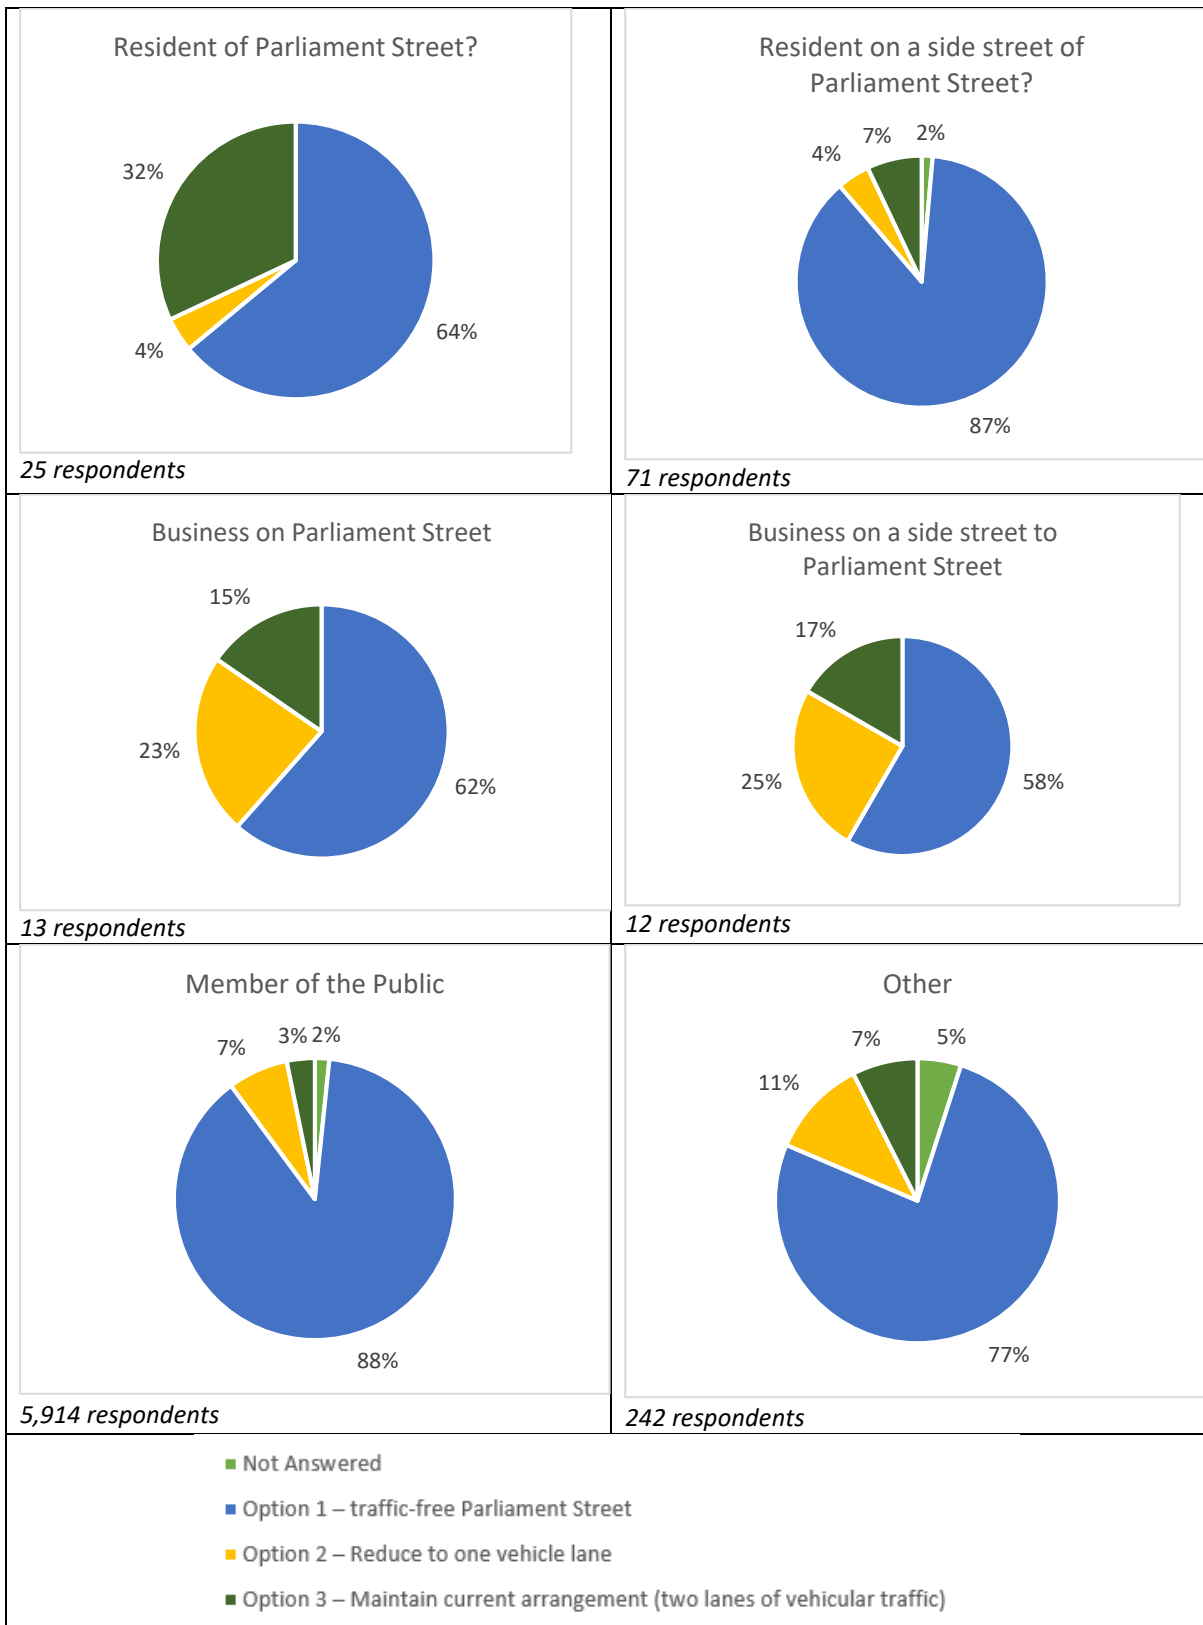 Resident of Parliament Street?
32%
4%
64%
25 respondents
Resident on a side street of
Parliament Street?
4%
7%
2%
87%
71 respondents
Business on Parliament Street
15%
23%
62%
13 respondents
Business on a side street to
Parliament Street
17%
25%
58%
12 respondents
Member of the Public
7%
3%
2%
88%
5,914 respondents
Other
11%
7%
5%
77%
242 respondents
Not Answered
Option 1 – traffic-free Parliament Street
Option 2 – Reduce to one vehicle lane
Option 3 – Maintain current arrangement (two lanes of vehicular traffic)